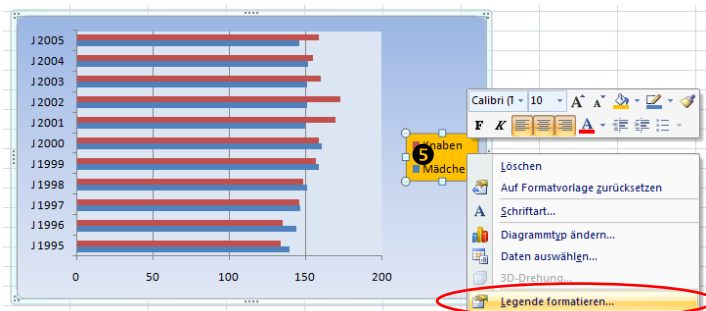 J 2005
J 2004
J 2003
J 2002
J 2001
J 2000
J 1999
J 1998
J 1997
J 1996
J 1995
0 50 100 150 200
Knaben
Mädche
5
Calibri (T 10 A A
F K A
Löschen
Auf Formatvorlage zurücksetzen
A Schriftart...
Diagrammtyp ändern...
Daten auswählen...
3D-Drehung...
Legende formatieren...